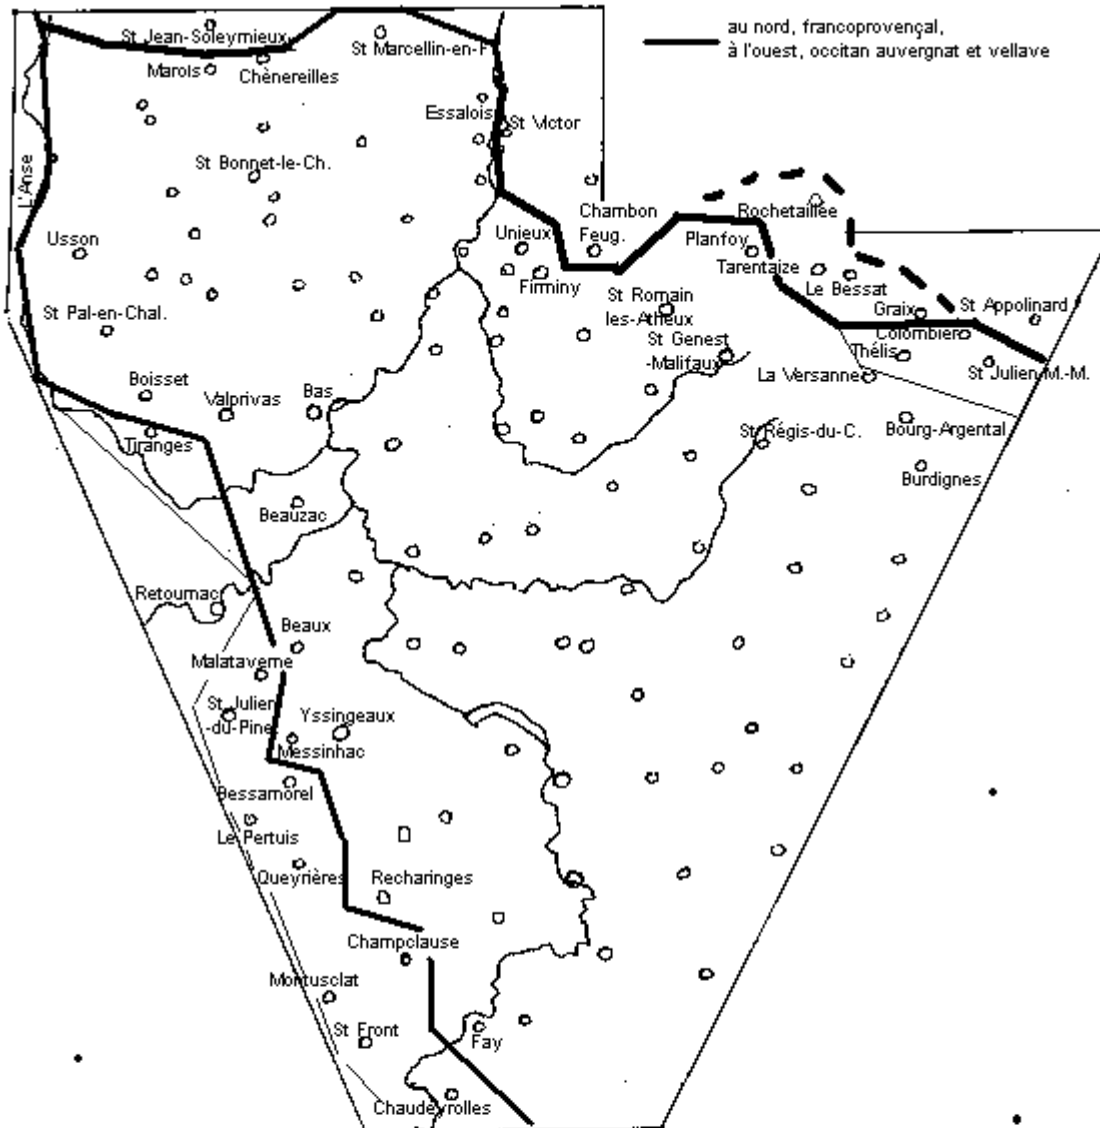 au nord, francoprovençal,
à l'ouest, occitan auvergnat et vellave
St Jean-Soleymieux
St Marcellin-en-F
Marols
Chènereilles
Essalois
St Victor
L'Anse
St Bonnet-le-Ch.
Chambon
Feug.
Rochetaillée
Unieux
Planfoy
Usson
Firminy
Tarentaize
Le Bessat
St Romain
les-Atheux
St Appolinard
Graix
St Pal-en-Chal.
Colombier
St Genest
-Malifaux
Thélis
St Julien-M.-M.
La Versanne
Boisset
Valprivas
Bas
Tiranges
St Régis-du-C.
Bourg-Argental
Burdignes
Beauzac
Retournac
Beaux
Malataverne
St Julien
-du-Pine
Yssingeaux
Messinhac
Bessamorel
Le Pertuis
Queyrières
Recharinges
Champclause
Montusclat
St Front
Fay
Chaudeyrolles